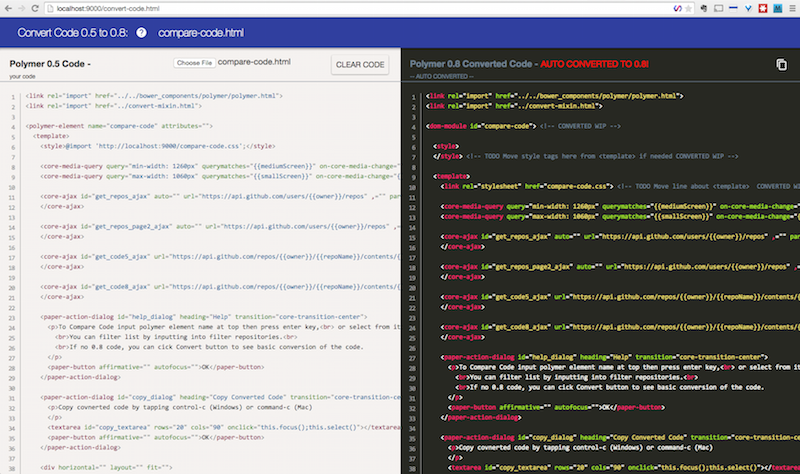 localhost:9000/convert-code.html
Convert Code 0.5 to 0.8: ? compare-code.html
Polymer 0.5 Code -
your code
Choose File compare-code.html
CLEAR CODE
1 <link rel="import" href="../../bower_components/polymer/polymer.html">
2 <link rel="import" href="../convert-mixin.html">
3
4 <polymer-element name="compare-code" attributes="">
5 <template>
6 <style>@import 'http://localhost:9000/compare-code.css';</style>
7
8 <core-media-query query="min-width: 1260px" querymatches="{{mediumScreen}}" on-core-media-change="
9 <core-media-query query="max-width: 1060px" querymatches="{{smallScreen}}" on-core-media-change="{
10
11 <core-ajax id="get_repos_ajax" auto="" url="https://api.github.com/users/{{owner}}/repos" ,="" par
12 </core-ajax>
13
14 <core-ajax id="get_repos_page2_ajax" auto="" url="https://api.github.com/users/{{owner}}/repos" ,=
15 </core-ajax>
16
17 <core-ajax id="get_code5_ajax" url="https://api.github.com/repos/{{owner}}/{{repoName}}/contents/{
18 </core-ajax>
19
20 <core-ajax id="get_code8_ajax" url="https://api.github.com/repos/{{owner}}/{{repoName}}/contents/{
21 </core-ajax>
22
23 <paper-action-dialog id="help_dialog" heading="Help" transition="core-transition-center">
24 <p>To Compare Code input polymer element name at top then press enter key,<br> or select from it
25 <br>You can filter list by inputting into filter repositories.<br>
26 <br>If no 0.8 code, you can cick Convert button to see basic conversion of the code.
27 </p>
28 <paper-button affirmative="" autofocus="">OK</paper-button>
29 </paper-action-dialog>
30
31 <paper-action-dialog id="copy_dialog" heading="Copy Converted Code" transition="core-transition-ce
32 <p>Copy covnerted code by tapping control-c (Windows) or command-c (Mac)
33 </p>
34 <textarea id="copy_textarea" rows="20" cols="90" onclick="this.focus();this.select()"></textarea
35 <paper-button affirmative="" autofocus="">OK</paper-button>
36 </paper-action-dialog>
37
38 <div horizontal="" layout="" fit="">
Polymer 0.8 Converted Code - AUTO CONVERTED TO 0.8!
-- AUTO CONVERTED --
1 <link rel="import" href="../../bower_components/polymer/polymer.html">
2 <link rel="import" href="../convert-mixin.html">
3
4 <dom-module id="compare-code"> <!-- CONVERTED WIP -->
5
6 <style>
7 </style> <!-- TODO Move style tags here from <template> if needed CONVERTED WIP -->
8
9 <template>
10 <link rel="stylesheet" href="compare-code.css"> <!-- TODO Move line about <template> CONVERTED WI
11
12 <core-media-query query="min-width: 1260px" querymatches="{{mediumScreen}}" on-core-media-change="
13 <core-media-query query="max-width: 1060px" querymatches="{{smallScreen}}" on-core-media-change="{
14
15 <core-ajax id="get_repos_ajax" auto="" url="https://api.github.com/users/{{owner}}/repos" ,="" par
16 </core-ajax>
17
18 <core-ajax id="get_repos_page2_ajax" auto="" url="https://api.github.com/users/{{owner}}/repos" ,
19 </core-ajax>
20
21 <core-ajax id="get_code5_ajax" url="https://api.github.com/repos/{{owner}}/{{repoName}}/contents/{
22 </core-ajax>
23
24 <core-ajax id="get_code8_ajax" url="https://api.github.com/repos/{{owner}}/{{repoName}}/contents/{
25 </core-ajax>
26
27 <paper-action-dialog id="help_dialog" heading="Help" transition="core-transition-center">
28 <p>To Compare Code input polymer element name at top then press enter key,<br> or select from it
29 <br>You can filter list by inputting into filter repositories.<br>
30 <br>If no 0.8 code, you can cick Convert button to see basic conversion of the code.
31 </p>
32 <paper-button affirmative="" autofocus="">OK</paper-button>
33 </paper-action-dialog>
34
35 <paper-action-dialog id="copy_dialog" heading="Copy Converted Code" transition="core-transition-ce
36 <p>Copy covnerted code by tapping control-c (Windows) or command-c (Mac)
37 </p>
38 <textarea id="copy_textarea" rows="20" cols="90" onclick="this.focus();this.select()"></textarea